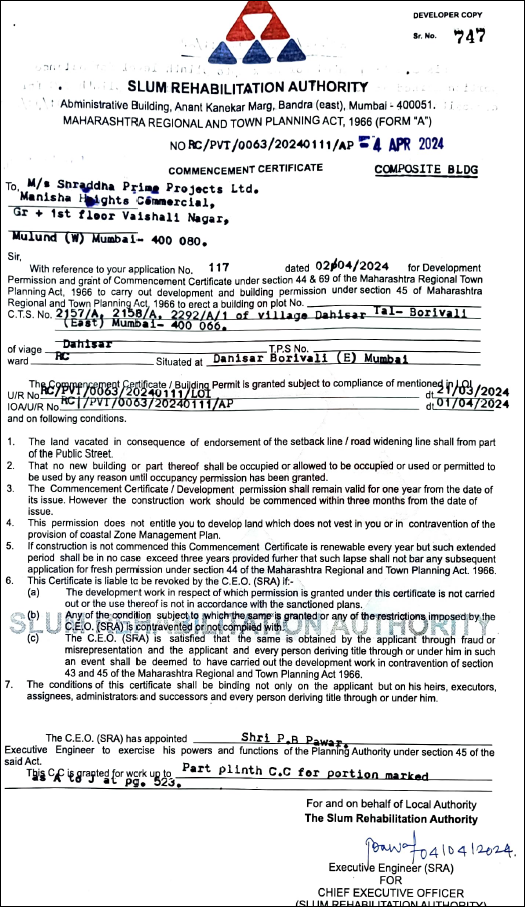 DEVELOPER COPY
Sr. No. 747
SLUM REHABILITATION AUTHORITY
Administrative Building, Anant Kanekar Marg, Bandra (east), Mumbai - 400051.
MAHARASHTRA REGIONAL AND TOWN PLANNING ACT, 1966 (FORM "A")
NO RC/PVT/0063/20240111/AP 4 APR 2024
COMMENCEMENT CERTIFICATE COMPOSITE BLDG
To, M/s Shraddha Prime Projects Ltd.
Manisha Heights Commercial,
Gr + 1st floor Vaishali Nagar,
Mulund (W) Mumbai- 400 080.
Sir,
With reference to your application No. 117 dated 02/04/2024 for Development
Permission and grant of Commencement Certificate under section 44 & 69 of the Maharashtra Regional Town
Planning Act, 1966 to carry out development and building permission under section 45 of Maharashtra
Regional and Town Planning Act, 1966 to erect a building on plot No.
C.T.S. No. 2157/A, 2158/A, 2292/A/1 of village Dahisar Tal- Borivali
(East) Mumbai- 400 066.
of viage Dahisar T.P.S No.
ward RC Situated at Danisar Borivali (E) Mumbai
The Commencement Certificate / Building Permit is granted subject to compliance of mentioned in LOI
U/R No. RC/PVT/0063/20240111/LOI dt 21/03/2024
IOA/U/R No RC/PVT/0063/20240111/AP dt 01/04/2024
and on following conditions.
1. The land vacated in consequence of endorsement of the setback line / road widening line shall from part
of the Public Street.
2. That no new building or part thereof shall be occupied or allowed to be occupied or used or permitted to
be used by any reason until occupancy permission has been granted.
3. The Commencement Certificate / Development permission shall remain valid for one year from the date of
its issue. However the construction work should be commenced within three months from the date of
issue.
4. This permission does not entitle you to develop land which does not vest in you or in contravention of the
provision of coastal Zone Management Plan.
5. If construction is not commenced this Commencement Certificate is renewable every year but such extended
period shall be in no case exceed three years provided furher that such lapse shall not bar any subsequent
application for fresh permission under section 44 of the Maharashtra Regional and Town Planning Act. 1966.
6. This Certificate is liable to be revoked by the C.E.O. (SRA) if:-
(a) The development work in respect of which permission is granted under this certificate is not carried
out or the use thereof is not in accordance with the sanctioned plans.
(b) Any of the condition subject to which the same is granted or any of the restrictions imposed by the
C.E.O. (SRA) is contravented or not complied with.
SLUM REHABILITATION AUTHORITY
(c) The C.E.O. (SRA) is satisfied that the same is obtained by the applicant through fraud or
misrepresentation and the applicant and every person deriving title through or under him in such
an event shall be deemed to have carried out the development work in contravention of section
43 and 45 of the Maharashtra Regional and Town Planning Act 1966.
7. The conditions of this certificate shall be binding not only on the applicant but on his heirs, executors,
assignees, administrators and successors and every person deriving title through or under him.
The C.E.O. (SRA) has appointed Shri P.B Pawar.
Executive Engineer to exercise his powers and functions of the Planning Authority under section 45 of the
said Act.
This C.C is granted for work up to Part plinth C.C for portion marked
as A to J at pg. 523.
For and on behalf of Local Authority
The Slum Rehabilitation Authority
04/04/2024.
Executive Engineer (SRA)
FOR
CHIEF EXECUTIVE OFFICER
(SLUM REHABILITATION AUTHORITY)